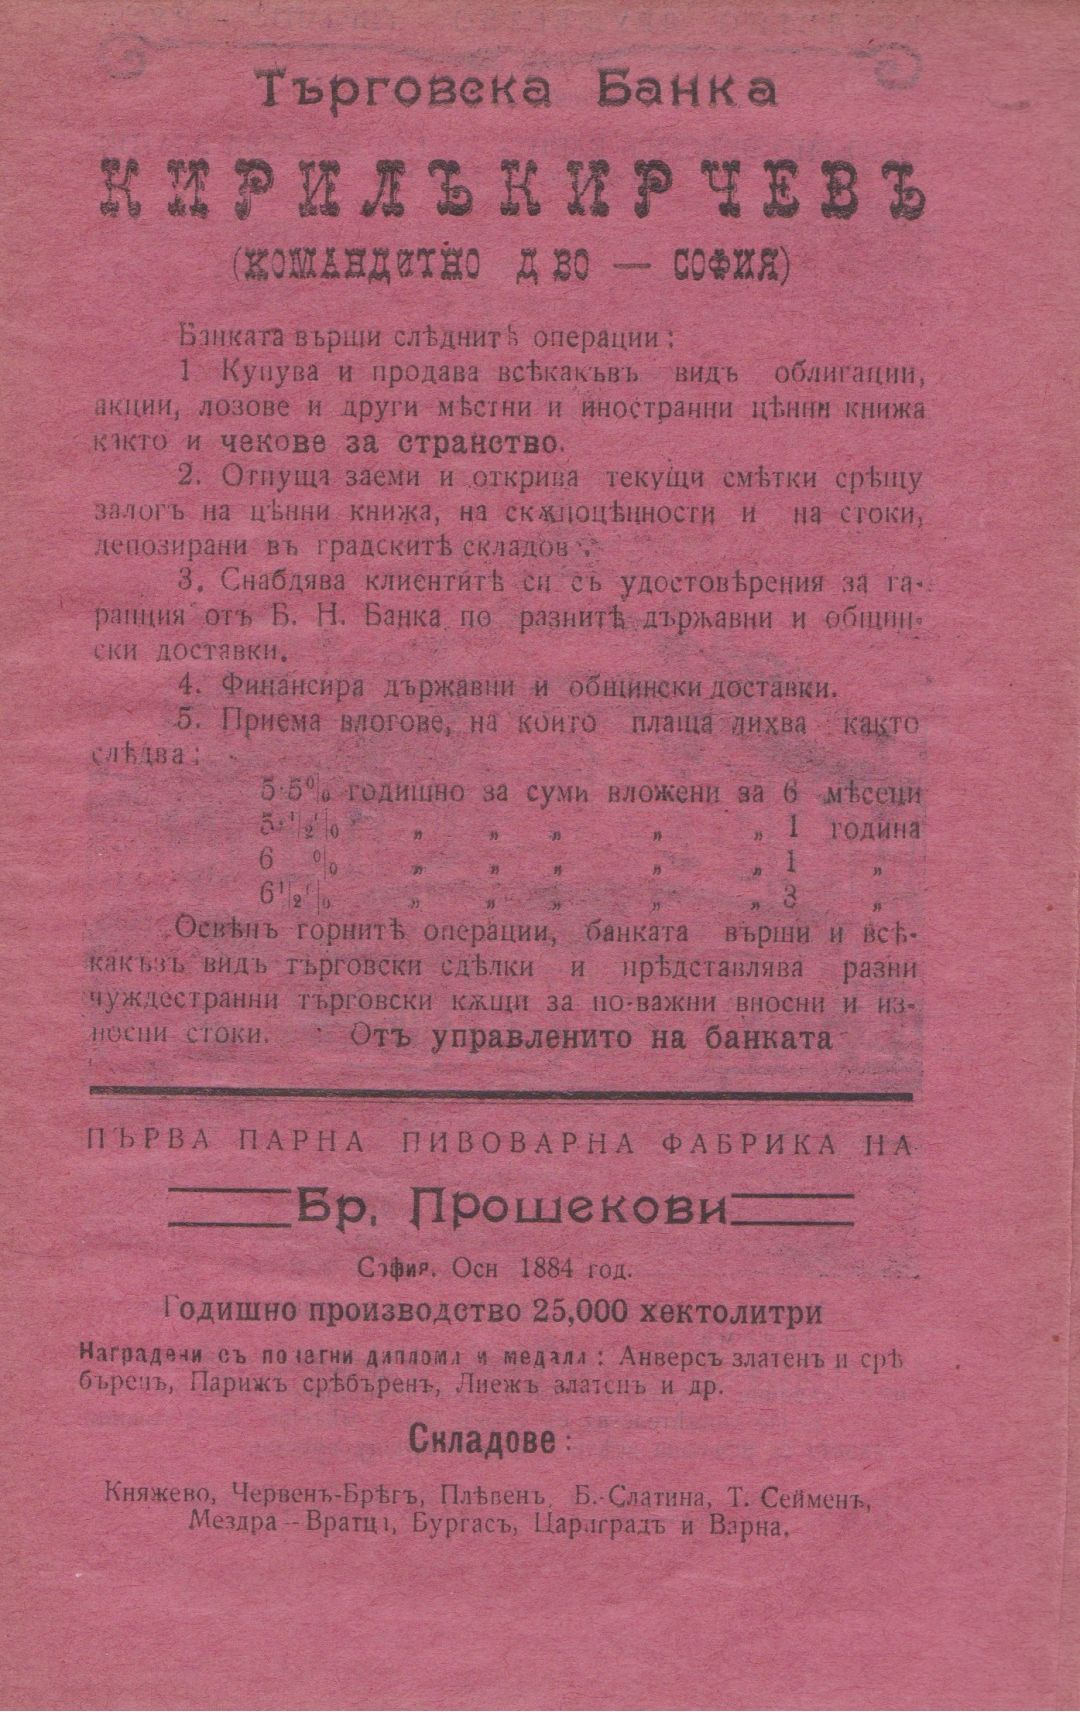 Търговска Банка
КИРИЛЪ КИРЧЕВЪ
(КОМАНДИТНО Д ВО — СОФИЯ)
Банката върши слѣднитѣ операции:
1 Купува и продава всѣкакъвъ видъ облигации,
акции, лозове и други мѣстни и иностранни цѣнни книжа
както и чекове за странство.
2. Отпуща заеми и открива текущи смѣтки срѣщу
залогъ на цѣнни книжа, на скѫпоцѣнности и на стоки,
депозирани въ градскитѣ складов
3. Снабдява клиентитѣ си съ удостовѣрения за га-
ранция отъ Б. Н. Банка по разнитѣ държавни и общин-
ски доставки.
4. Финансира държавни и общински доставки.
5. Приема влогове, на които плаща лихва както
слѣдва:
5·5% годишно за суми вложени за 6 мѣсеци
5·½% „ „ „ „ „ 1 година
6 % „ „ „ „ „ 1 „
6½% „ „ „ „ „ 3 „
Освѣнъ горнитѣ операции, банката върши и всѣ-
какъвъ видъ търговски сдѣлки и прѣдставлява разни
чуждестранни търговски кѫщи за по-важни вносни и из-
носни стоки. Отъ управленито на банката
ПЪРВА ПАРНА ПИВОВАРНА ФАБРИКА НА
Бр. Прошекови
София. Осн 1884 год.
Годишно производство 25,000 хектолитри
Наградени съ почетни диплома и медала: Анверсъ златенъ и срѣ
бъренъ, Парижъ срѣбъренъ, Лиежъ златенъ и др.
Складове:
Княжево, Червенъ-Брѣгъ, Плѣвенъ, Б.-Слатина, Т. Сейменъ,
Мездра – Вратца, Бургасъ, Цариградъ и Варна.